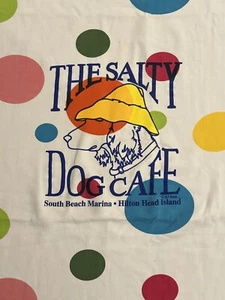 THE SALTY
DOG CAFE
South Beach Marina • Hilton Head Island